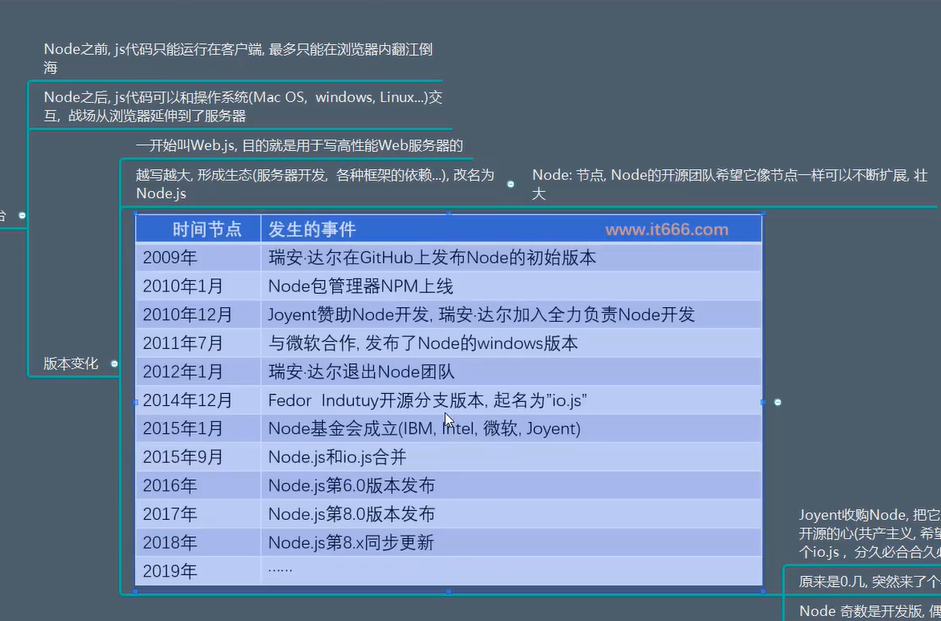 Node之前, js代码只能运行在客户端, 最多只能在浏览器内翻江倒
海
Node之后, js代码可以和操作系统(Mac OS, windows, Linux...)交
互, 战场从浏览器延伸到了服务器
一开始叫Web.js, 目的就是用于写高性能Web服务器的
越写越大, 形成生态(服务器开发, 各种框架的依赖...), 改名为
Node.js
Node: 节点, Node的开源团队希望它像节点一样可以不断扩展, 壮
大
台
版本变化
时间节点 发生的事件 www.it666.com
2009年 瑞安·达尔在GitHub上发布Node的初始版本
2010年1月 Node包管理器NPM上线
2010年12月 Joyent赞助Node开发, 瑞安·达尔加入全力负责Node开发
2011年7月 与微软合作, 发布了Node的windows版本
2012年1月 瑞安·达尔退出Node团队
2014年12月 Fedor Indutuy开源分支版本, 起名为”io.js”
2015年1月 Node基金会成立(IBM, Intel, 微软, Joyent)
2015年9月 Node.js和io.js合并
2016年 Node.js第6.0版本发布
2017年 Node.js第8.0版本发布
2018年 Node.js第8.x同步更新
2019年 ······
Joyent收购Node, 把它
开源的心(共产主义, 希望
个io.js , 分久必合合久必
原来是0.几, 突然来了个
Node 奇数是开发版, 偶